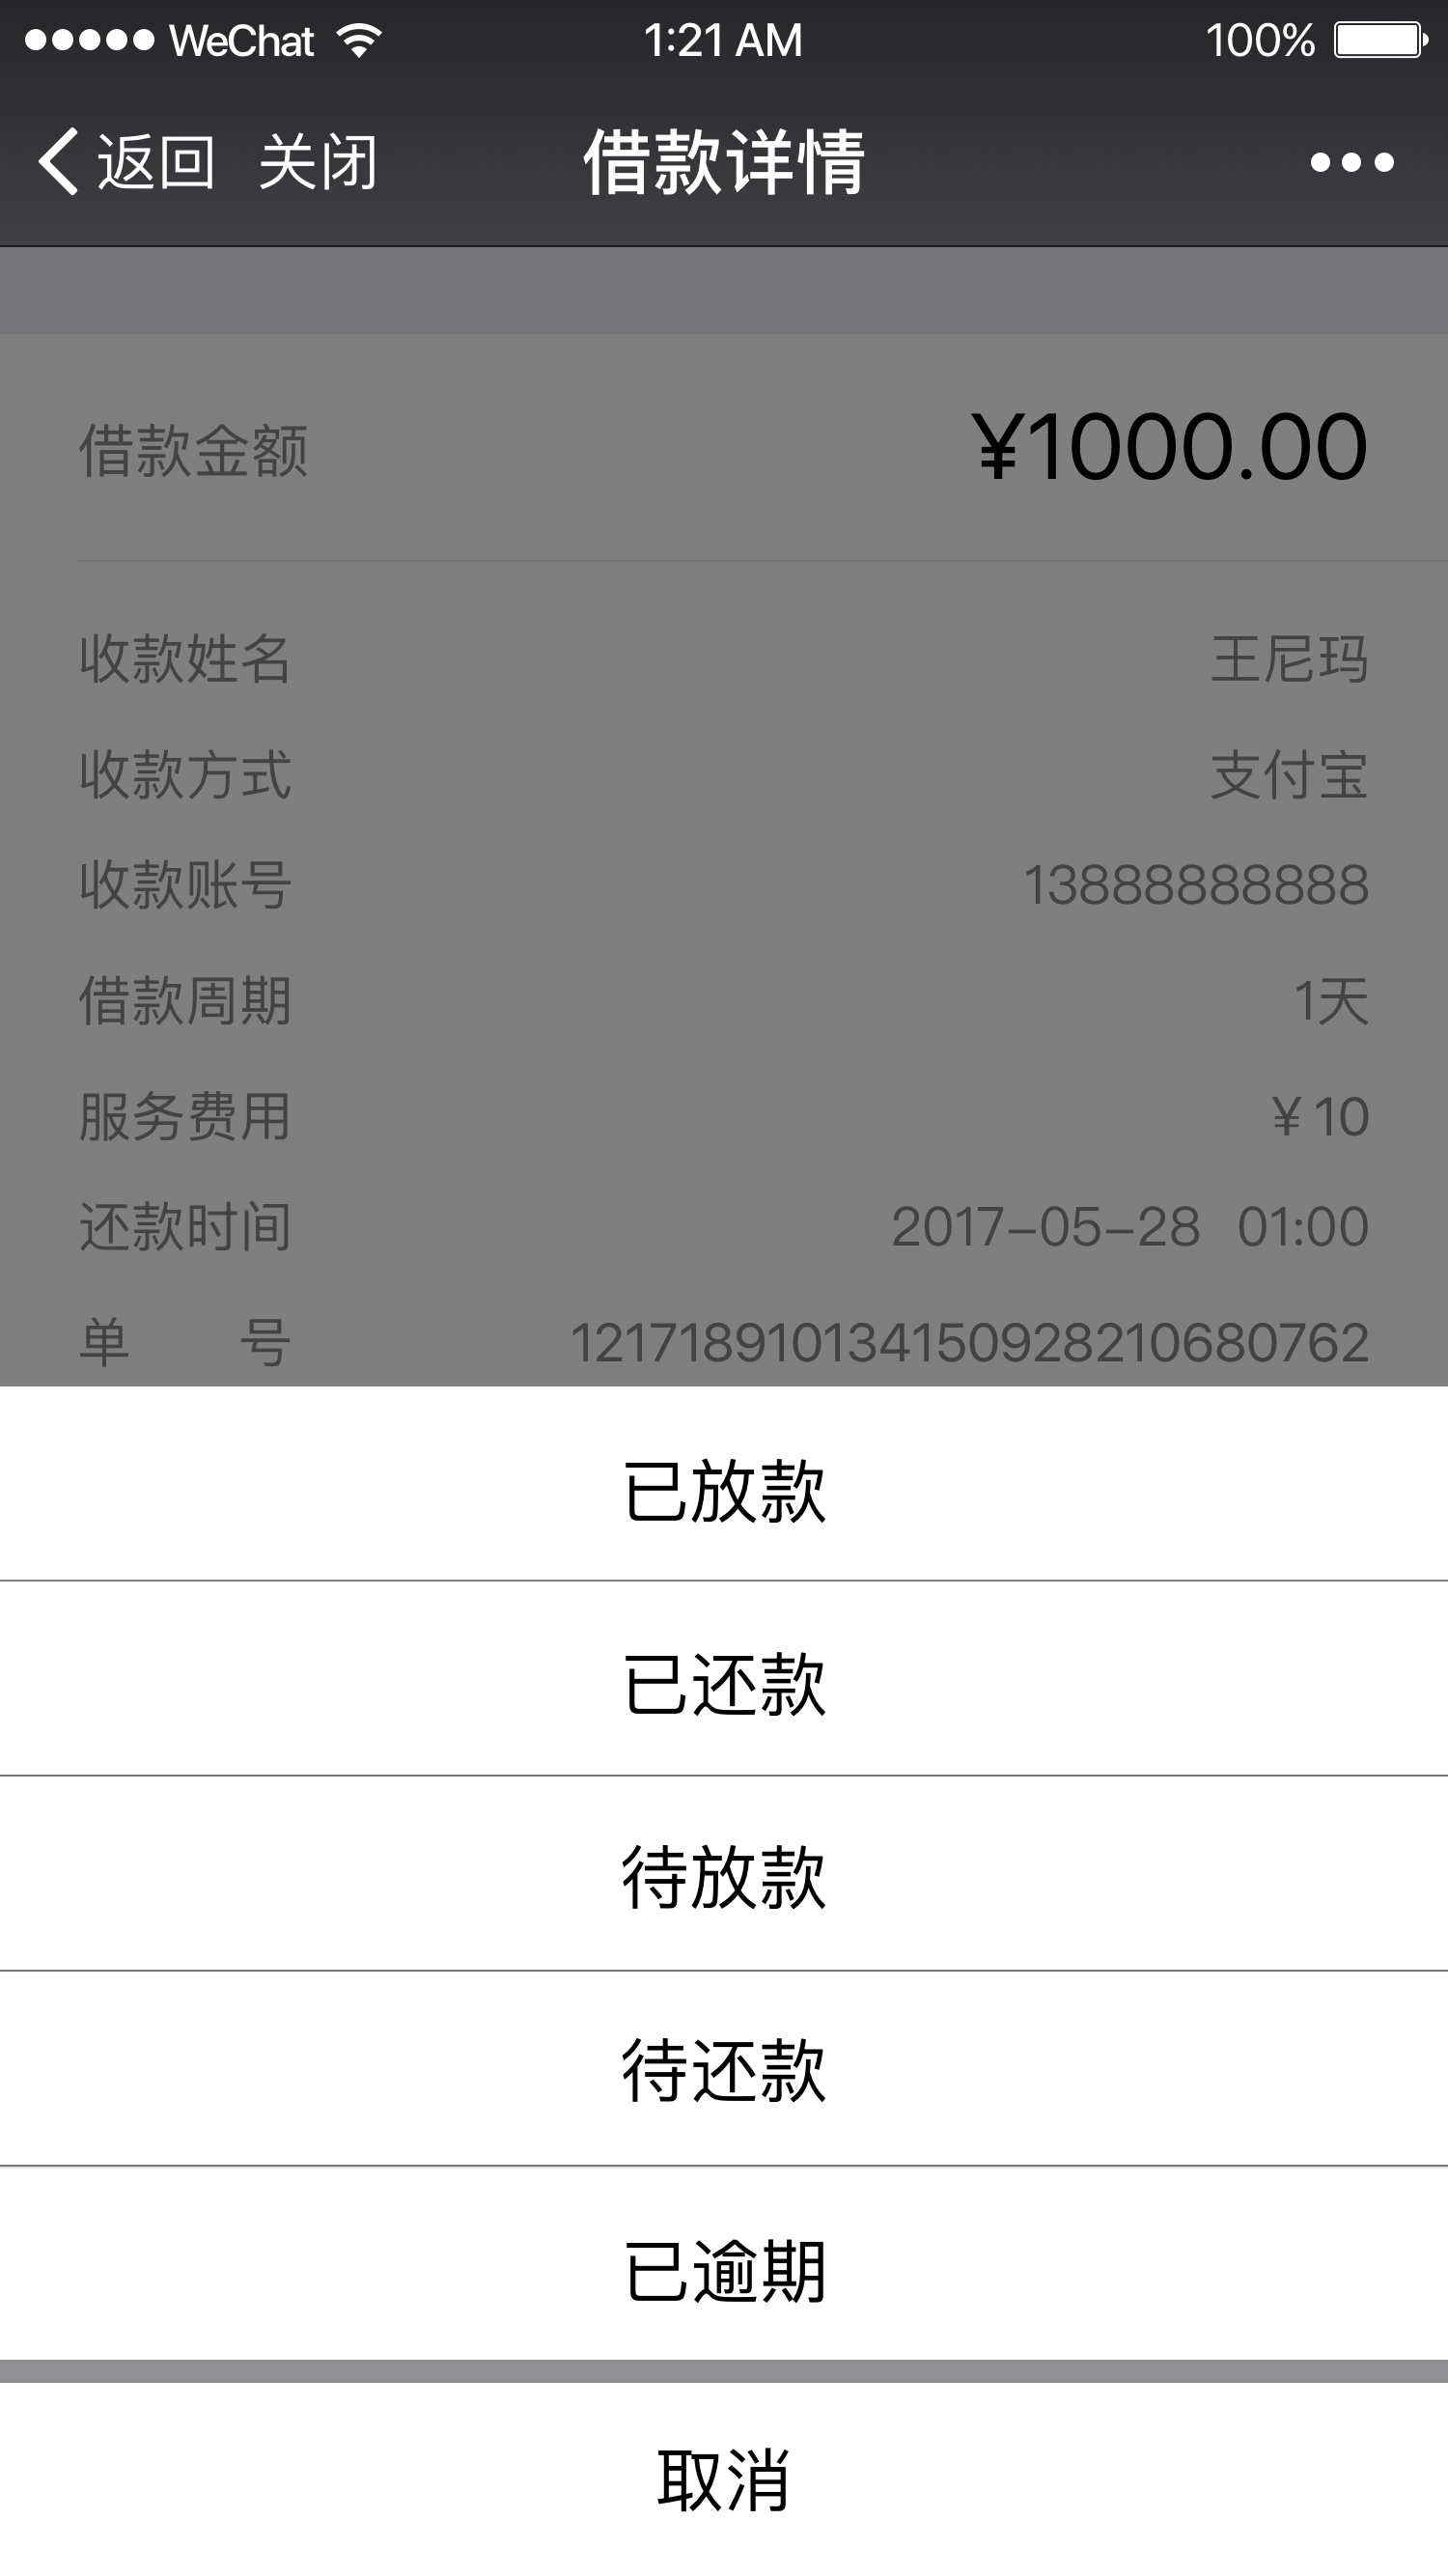 WeChat 1:21 AM 100%
返回 关闭 借款详情
借款金额 ¥1000.00
收款姓名 王尼玛
收款方式 支付宝
收款账号 13888888888
借款周期 1天
服务费用 ¥ 10
还款时间 2017-05-28 01:00
单 号 121718910134150928210680762
已放款
已还款
待放款
待还款
已逾期
取消